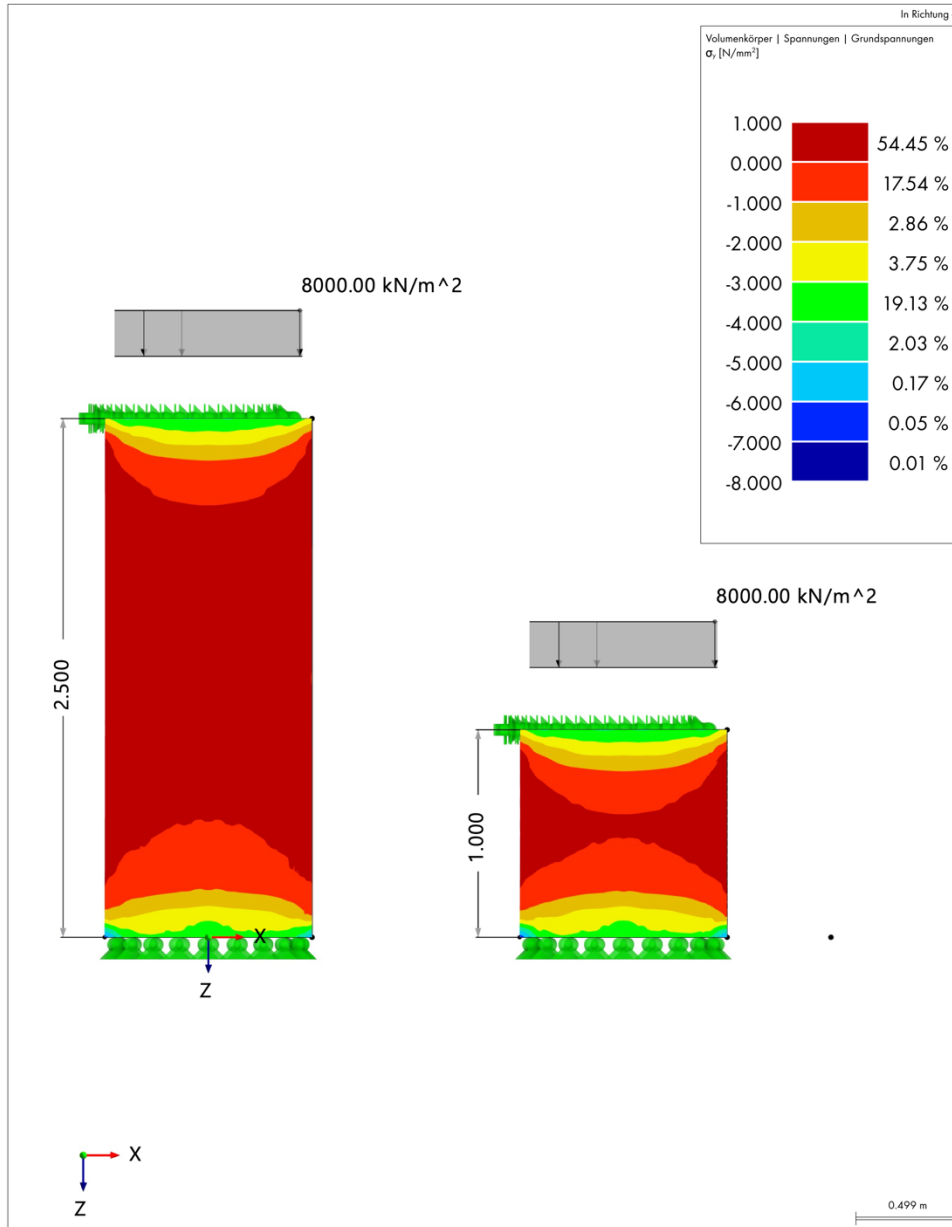 In Richtung
Volumenkörper | Spannungen | Grundspannungen
σᵧ [N/mm²]
1.000
54.45 %
0.000
17.54 %
-1.000
2.86 %
-2.000
3.75 %
-3.000
19.13 %
-4.000
2.03 %
-5.000
0.17 %
-6.000
0.05 %
-7.000
0.01 %
-8.000
8000.00 kN/m^2
2.500
X
Z
8000.00 kN/m^2
1.000
X
Z
0.499 m